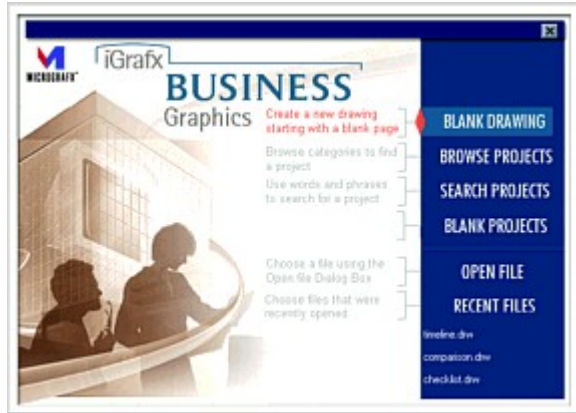 MICROGRAFX
iGrafx
BUSINESS
Graphics
Create a new drawing
starting with a blank page
BLANK DRAWING
Browse categories to find
a project
BROWSE PROJECTS
Use words and phrases
to search for a project
SEARCH PROJECTS
BLANK PROJECTS
Choose a file using the
Open file Dialog Box
OPEN FILE
Choose files that were
recently opened
RECENT FILES
timeline.drw
comparison.drw
checklist.drw